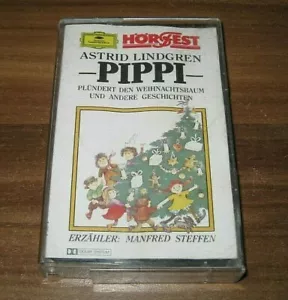 HÖRFEST
ASTRID LINDGREN
—PIPPI—
PLÜNDERT DEN WEIHNACHTSBAUM
UND ANDERE GESCHICHTEN
ERZÄHLER: MANFRED STEFFEN